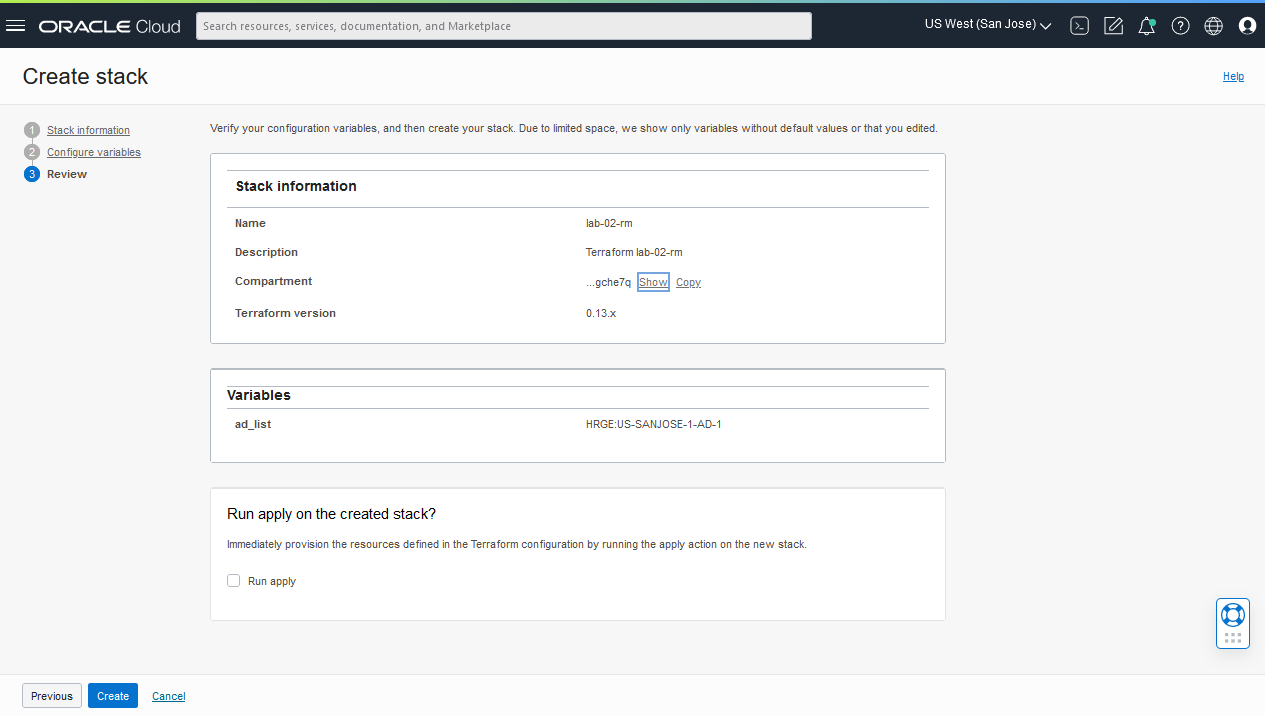 ORACLE Cloud
Search resources, services, documentation, and Marketplace
US West (San Jose)
Create stack
Help
1 Stack information
2 Configure variables
3 Review
Verify your configuration variables, and then create your stack. Due to limited space, we show only variables without default values or that you edited.
Stack information
Name lab-02-rm
Description Terraform lab-02-rm
Compartment ...gche7q Show Copy
Terraform version 0.13.x
Variables
ad_list HRGE:US-SANJOSE-1-AD-1
Run apply on the created stack?
Immediately provision the resources defined in the Terraform configuration by running the apply action on the new stack.
Run apply
Previous Create Cancel